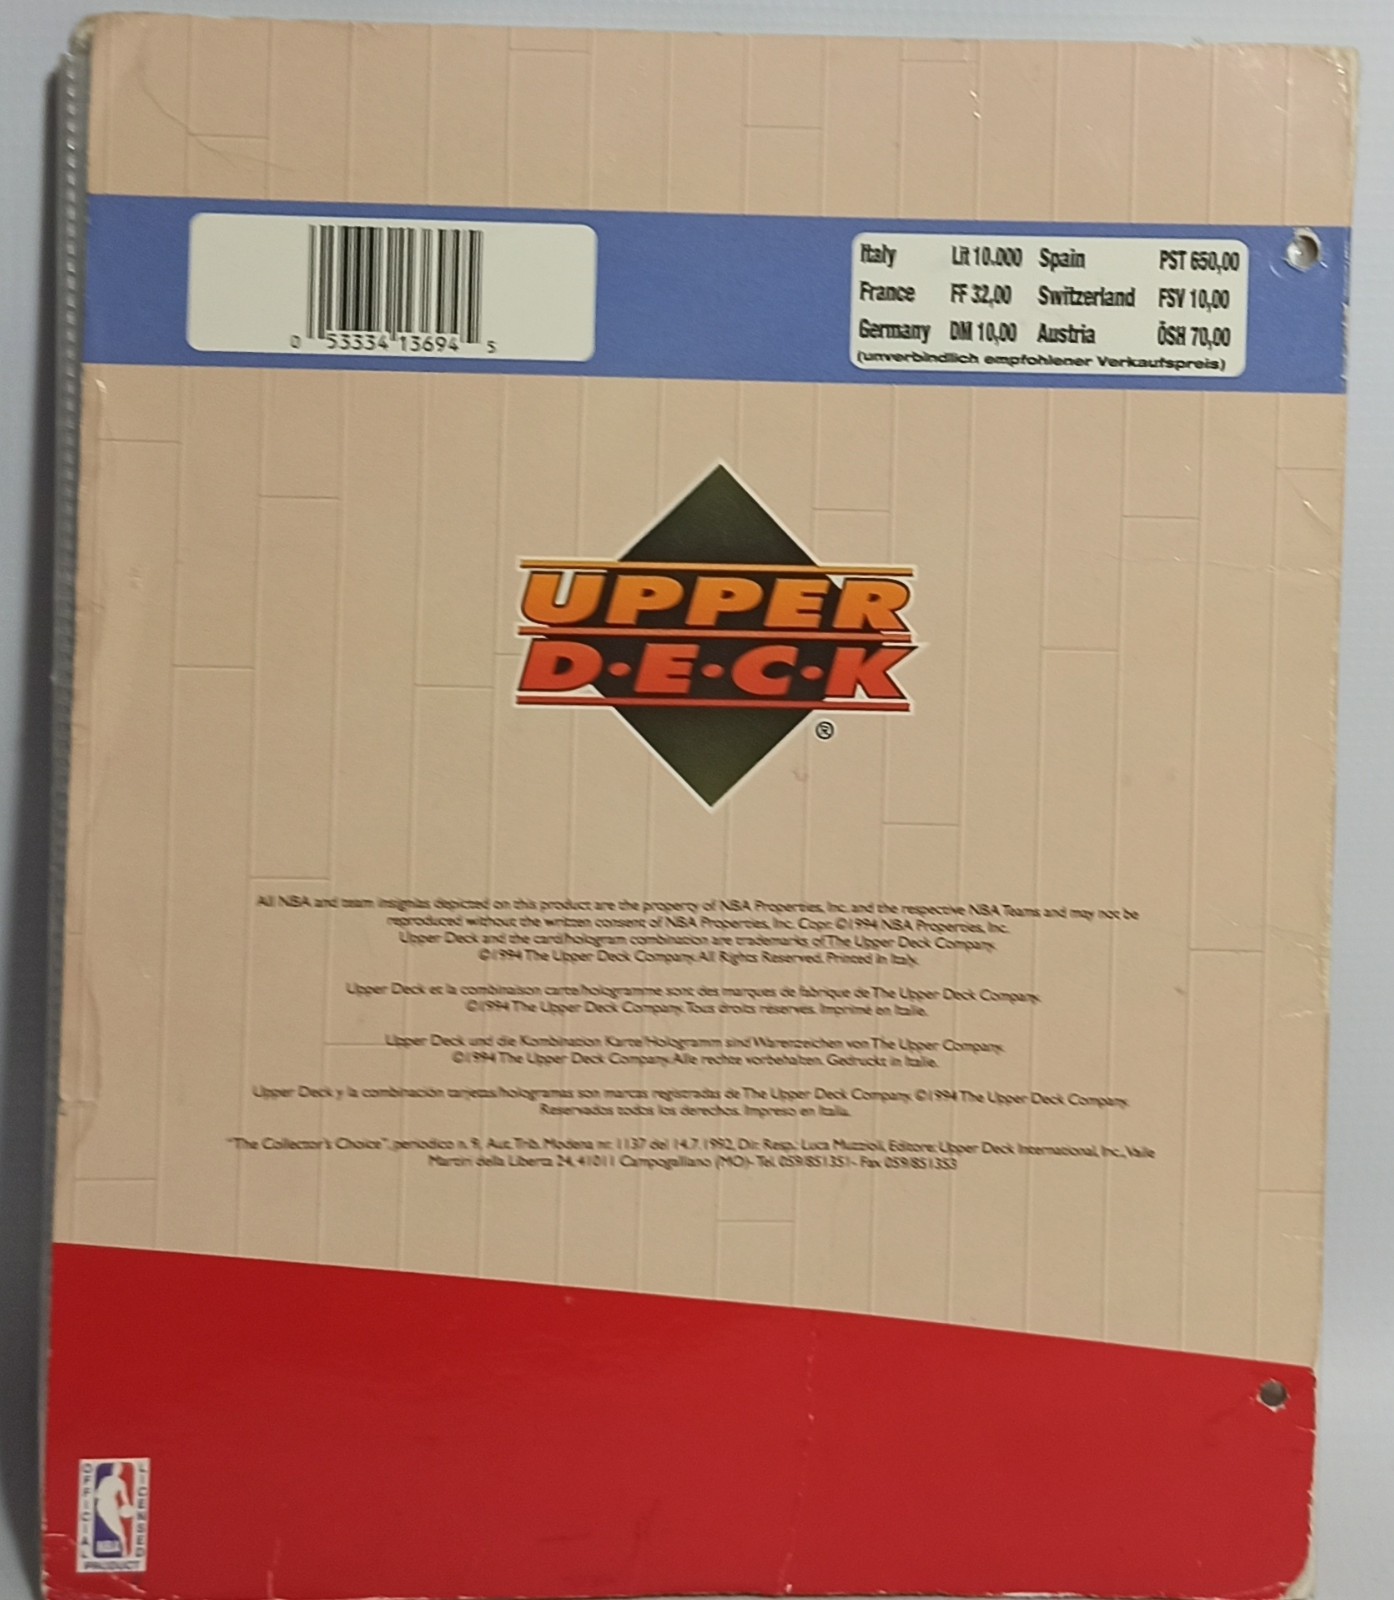 0 53334 13694 5
Italy Lit 10.000 Spain PST 650,00
France FF 32,00 Switzerland FSV 10,00
Germany DM 10,00 Austria ÖSH 70,00
(unverbindlich empfohlener Verkaufspreis)
UPPER
D·E·C·K
®
All NBA and team insignias depicted on this product are the property of NBA Properties, Inc. and the respective NBA Teams and may not be
reproduced without the written consent of NBA Properties, Inc. Copr. ©1994 NBA Properties, Inc.
Upper Deck and the card/hologram combination are trademarks of The Upper Deck Company.
©1994 The Upper Deck Company. All Rights Reserved. Printed in Italy.
Upper Deck et la combinaison carte/hologramme sont des marques de fabrique de The Upper Deck Company.
©1994 The Upper Deck Company. Tous droits réservés. Imprimé en Italie.
Upper Deck und die Kombination Karte/Hologramm sind Warenzeichen von The Upper Company.
©1994 The Upper Deck Company. Alle rechte vorbehalten. Gedruckt in Italie.
Upper Deck y la combinación tarjetas/hologramas son marcas registradas de The Upper Deck Company. ©1994 The Upper Deck Company.
Reservados todos los derechos. Impreso en Italia.
"The Collector's Choice", periodico n. 9, Aut. Trib. Modena nr. 1137 del 14.7.1992, Dir. Resp.: Luca Muzzioli, Editore: Upper Deck International, Inc., Valle
Martiri della Liberta 24, 41011 Campogalliano (MO)- Tel. 059/851351- Fax 059/851353
OFFICIAL LICENSED
NBA
PRODUCT